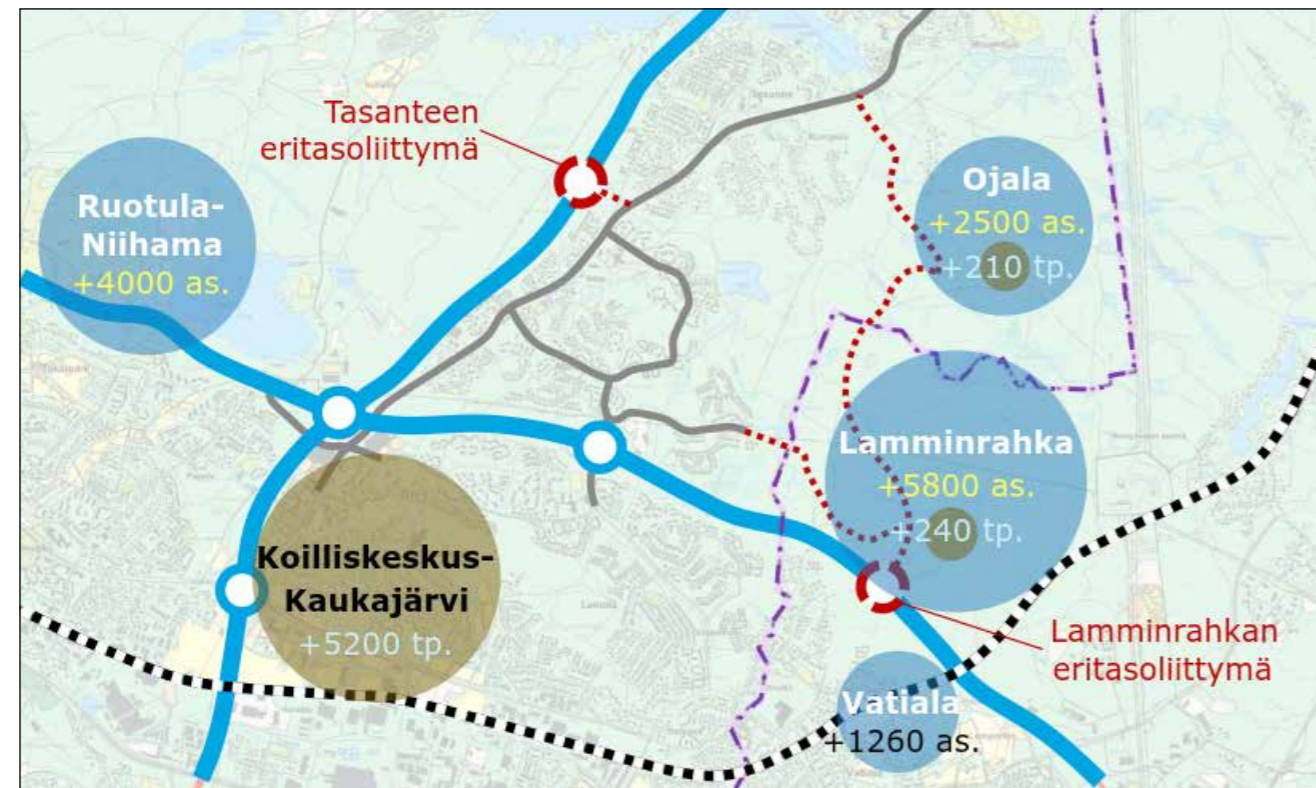 Tasanteen
eritasoliittymä
Ruotula-
Niihama
+4000 as.
Ojala
+2500 as.
+210 tp.
Lamminrahka
+5800 as.
+240 tp.
Koilliskeskus-
Kaukajärvi
+5200 tp.
Lamminrahkan
eritasoliittymä
Vatiala
+1260 as.